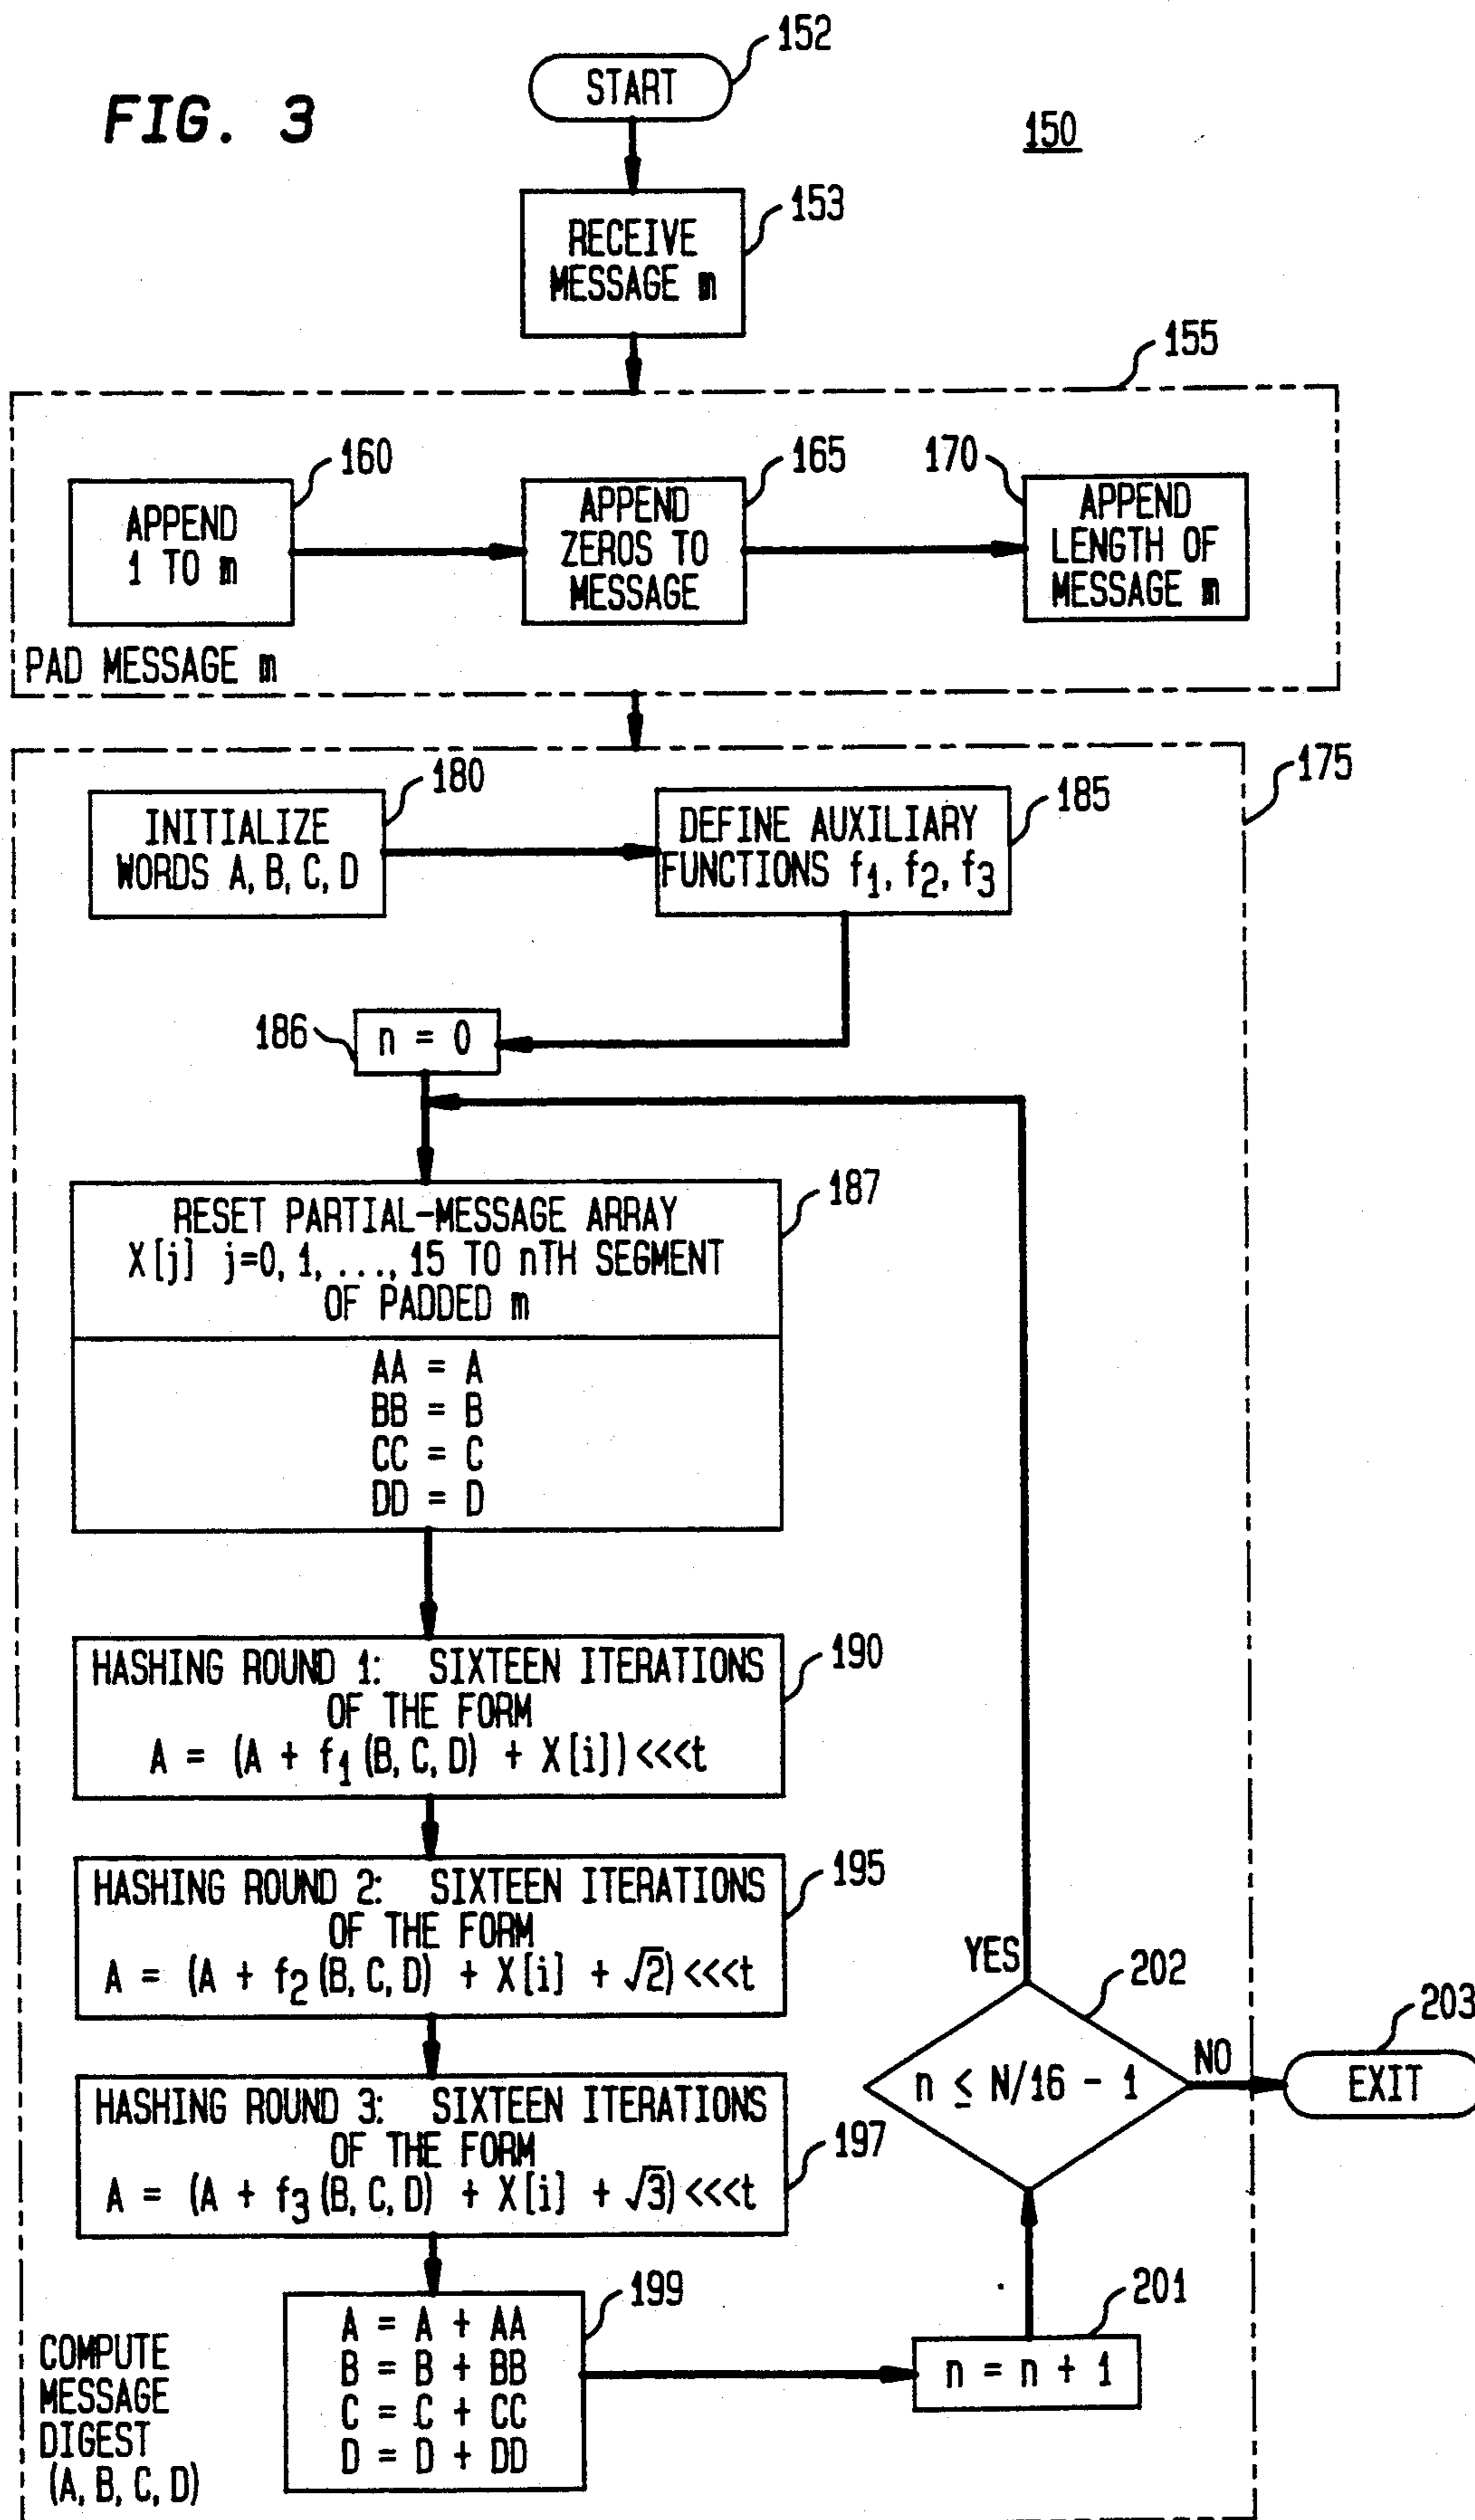 FIG. 3
152
START
150
153
RECEIVE
MESSAGE m
155
160
APPEND
1 TO m
165
APPEND
ZEROS TO
MESSAGE
170
APPEND
LENGTH OF
MESSAGE m
PAD MESSAGE m
175
180
INITIALIZE
WORDS A, B, C, D
185
DEFINE AUXILIARY
FUNCTIONS f₁, f₂, f₃
186
n = 0
187
RESET PARTIAL-MESSAGE ARRAY
X[j] j=0, 1, ..., 15 TO nTH SEGMENT
OF PADDED m
AA = A
BB = B
CC = C
DD = D
190
HASHING ROUND 1: SIXTEEN ITERATIONS
OF THE FORM
A = (A + f₁ (B, C, D) + X[i]) <<<t
195
HASHING ROUND 2: SIXTEEN ITERATIONS
OF THE FORM
A = (A + f₂ (B, C, D) + X[i] + √2) <<<t
197
HASHING ROUND 3: SIXTEEN ITERATIONS
OF THE FORM
A = (A + f₃ (B, C, D) + X[i] + √3) <<<t
YES
202
n ≤ N/16 - 1
NO
203
EXIT
199
A = A + AA
B = B + BB
C = C + CC
D = D + DD
201
n = n + 1
COMPUTE
MESSAGE
DIGEST
(A, B, C, D)